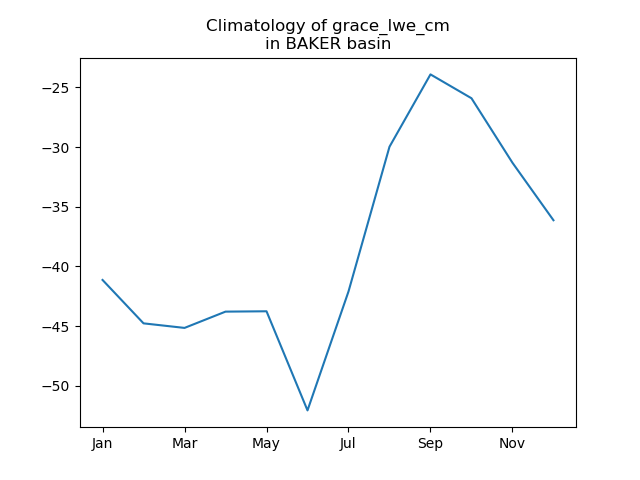 Climatology of grace_lwe_cm
in BAKER basin
−25
−30
−35
−40
−45
−50
Jan
Mar
May
Jul
Sep
Nov